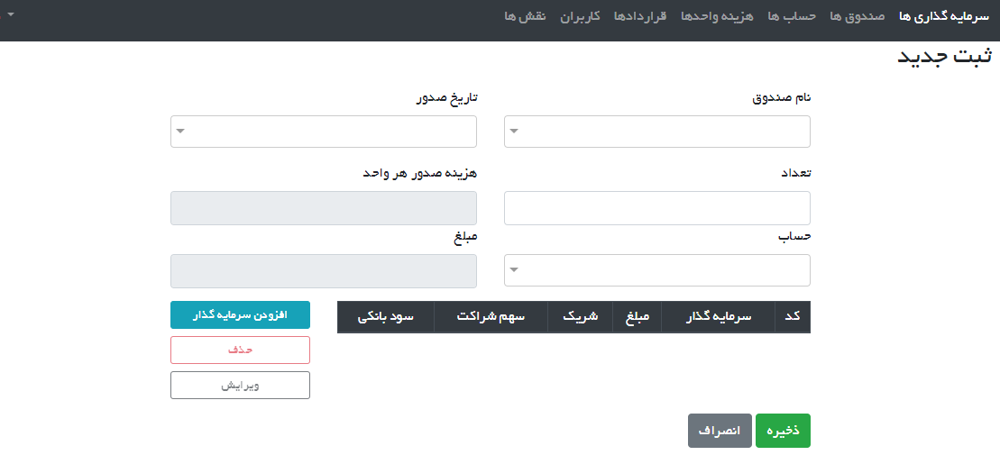 سرمایه گذاری ها صندوق ها حساب ها هزینه واحدها قراردادها کاربران نقش ها
ثبت جدید
نام صندوق تاریخ صدور
تعداد هزینه صدور هر واحد
حساب مبلغ
کد سرمایه گذار مبلغ شریک سهم شراکت سود بانکی افزودن سرمایه گذار
حذف
ویرایش
ذخیره انصراف